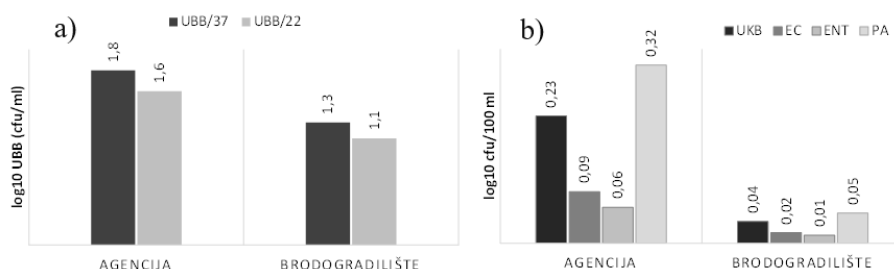 a)
UBB/37 UBB/22
log10 UBB (cfu/ml)
1,8
1,6
1,3
1,1
AGENCIJA BRODOGRADILIŠTE
b)
UKB EC ENT PA
log10 cfu/100 ml
0,23
0,09
0,06
0,32
0,04
0,02
0,01
0,05
AGENCIJA BRODOGRADILIŠTE